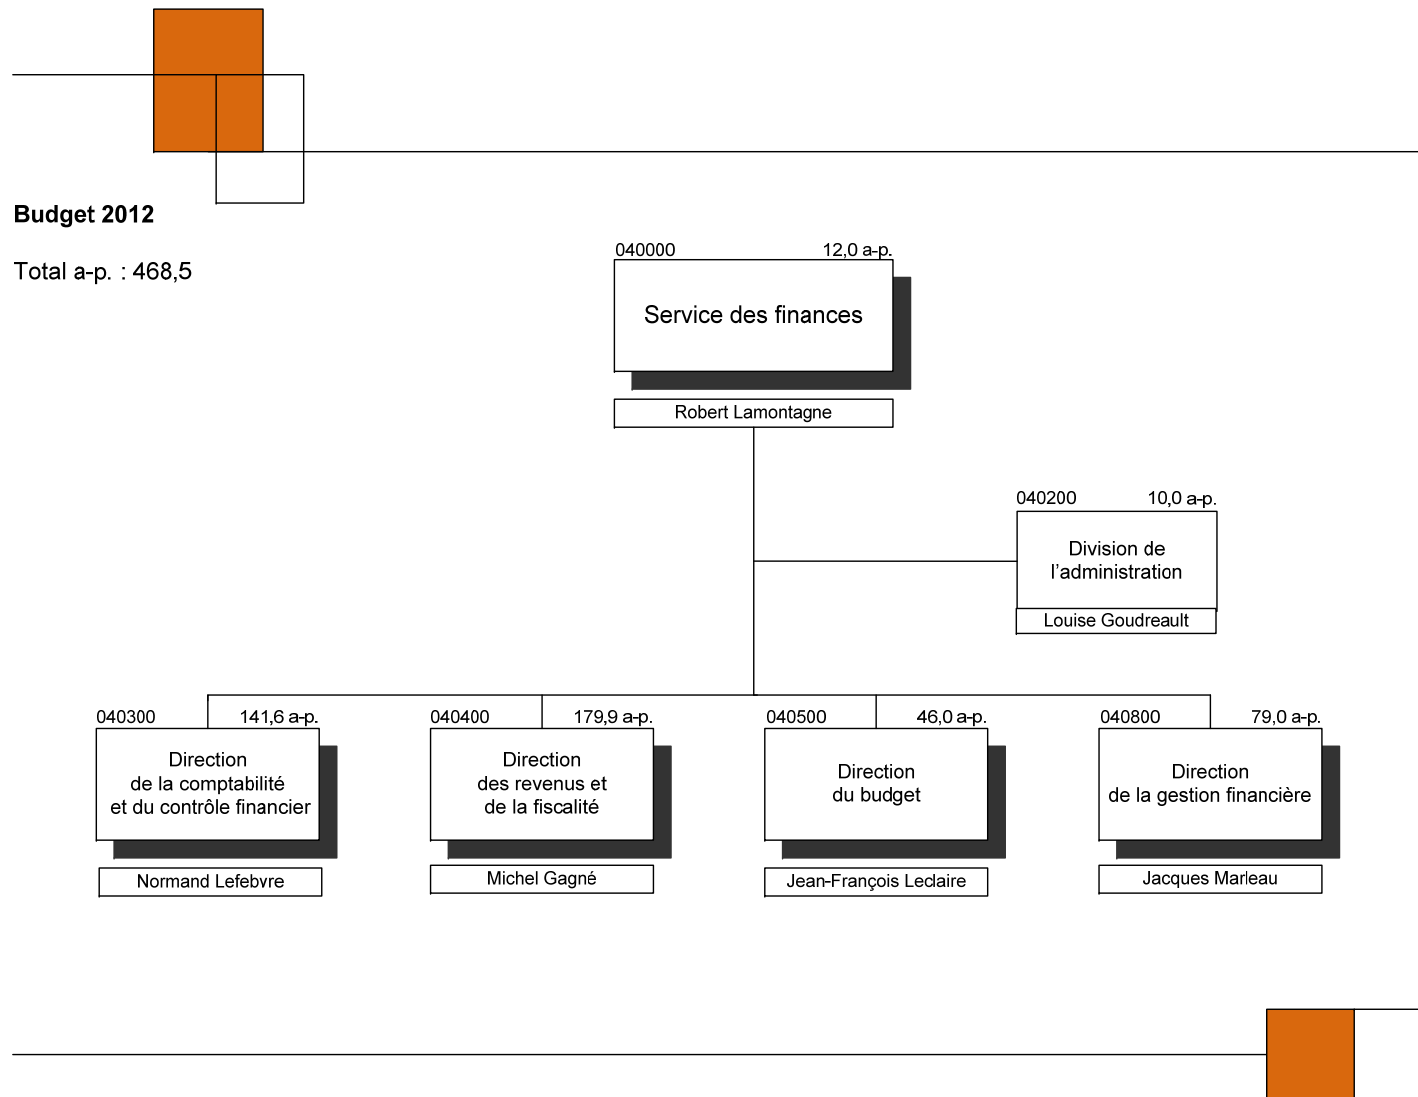 Budget 2012
Total a-p. : 468,5
040000 12,0 a-p.
Service des finances
Robert Lamontagne
040200 10,0 a-p.
Division de
l'administration
Louise Goudreault
040300 141,6 a-p.
Direction
de la comptabilité
et du contrôle financier
Normand Lefebvre
040400 179,9 a-p.
Direction
des revenus et
de la fiscalité
Michel Gagné
040500 46,0 a-p.
Direction
du budget
Jean-François Leclaire
040800 79,0 a-p.
Direction
de la gestion financière
Jacques Marleau